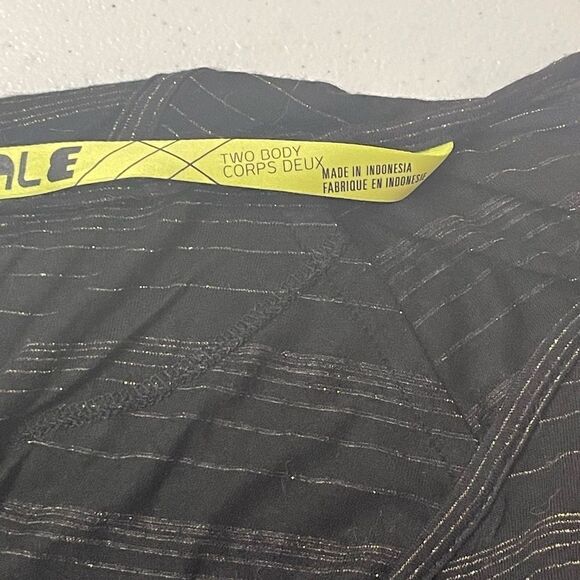 ALE
TWO BODY
CORPS DEUX
MADE IN INDONESIA
FABRIQUE EN INDONESIE